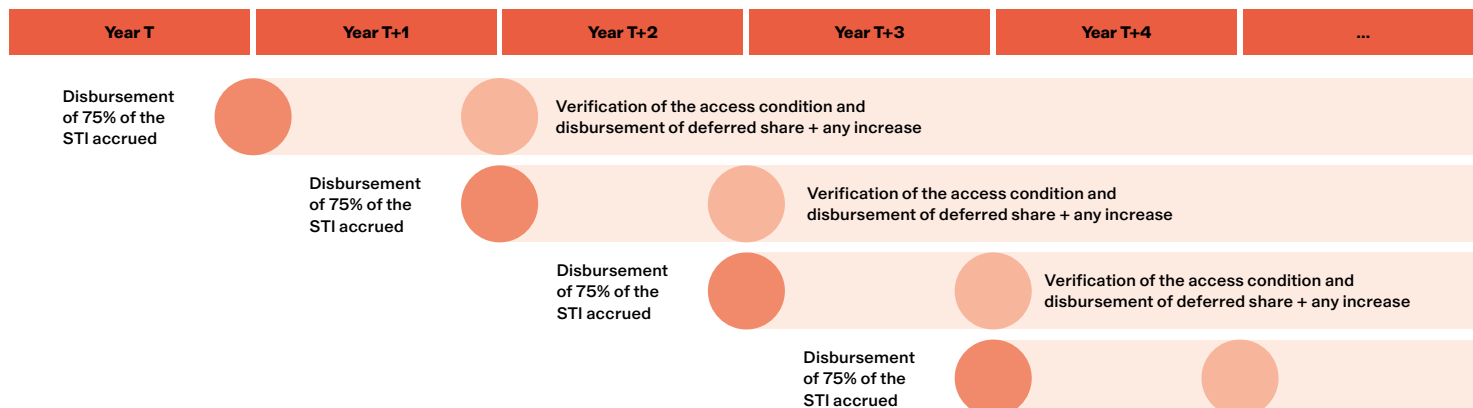 Year T
Year T+1
Year T+2
Year T+3
Year T+4
...
Disbursement
of 75% of the
STI accrued
Verification of the access condition and
disbursement of deferred share + any increase
Disbursement
of 75% of the
STI accrued
Verification of the access condition and
disbursement of deferred share + any increase
Disbursement
of 75% of the
STI accrued
Verification of the access condition and
disbursement of deferred share + any increase
Disbursement
of 75% of the
STI accrued